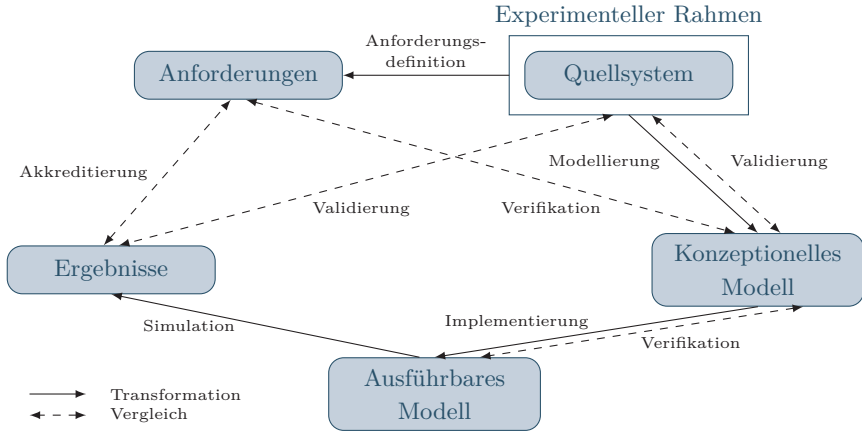 Experimenteller Rahmen
Anforderungs-
definition
Anforderungen
Quellsystem
Modellierung
Validierung
Akkreditierung
Validierung
Verifikation
Konzeptionelles
Modell
Ergebnisse
Simulation
Implementierung
Verifikation
Ausführbares
Modell
Transformation
Vergleich